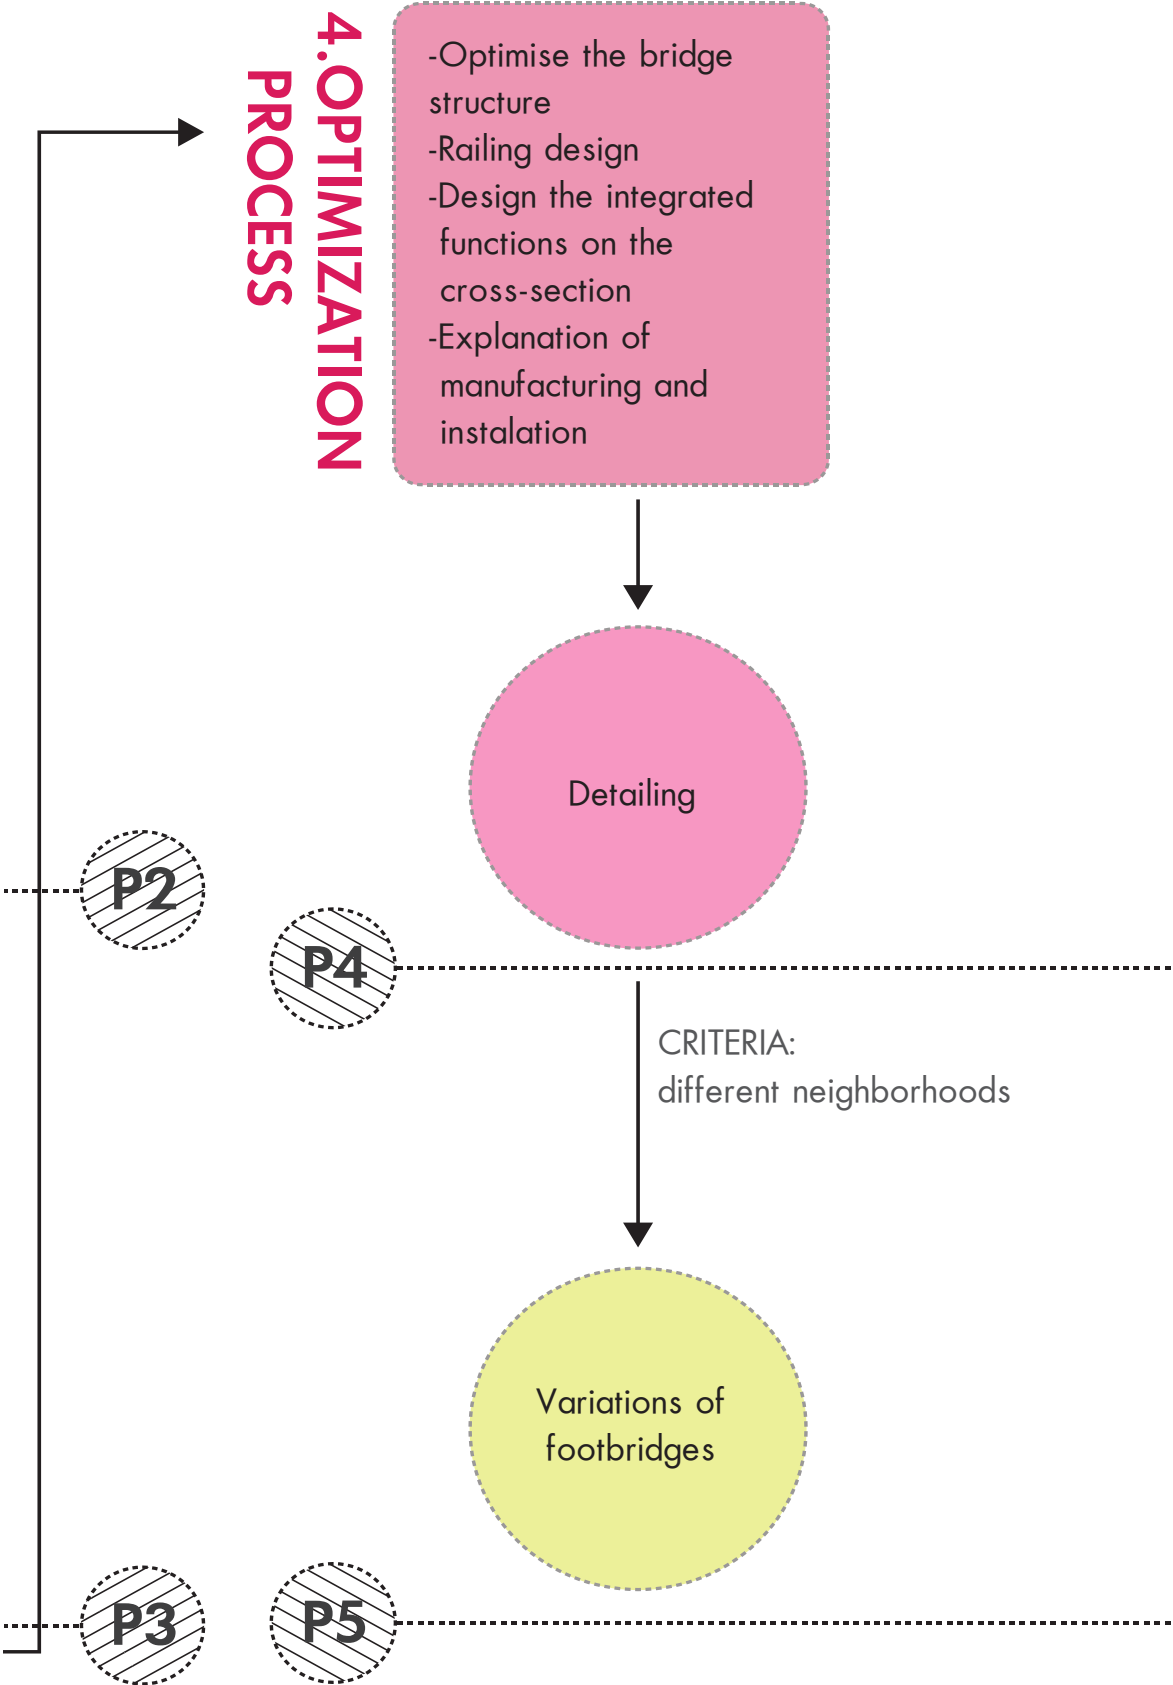 4.OPTIMIZATION
PROCESS
-Optimise the bridge
structure
-Railing design
-Design the integrated
functions on the
cross-section
-Explanation of
manufacturing and
instalation
Detailing
P2
P4
CRITERIA:
different neighborhoods
Variations of
footbridges
P3
P5